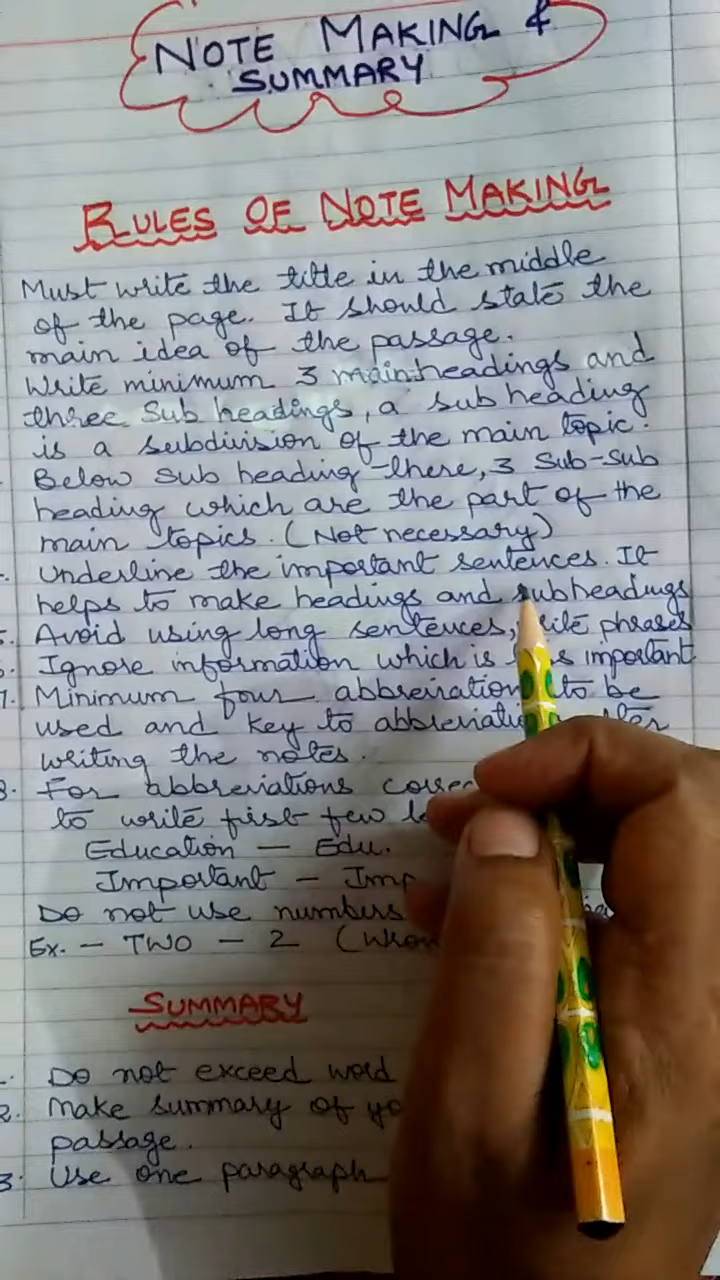 NOTE MAKING &
SUMMARY
RULES OF NOTE MAKING
Must write the title in the middle
of the page. It should state the
main idea of the passage.
Write minimum 3 main headings and
three Sub headings, a sub heading
is a subdivision of the main topic.
Below Sub heading there, 3 Sub-sub
heading which are the part of the
main topics. (Not necessary)
Underline the important sentences. It
helps to make headings and subheadings
5. Avoid using long sentences, phrases
6. Ignore information which is important
7. Minimum four abbreviation to be
used and key to
writing the notes.
8. For abbreviations
to write first few
Education — Edu.
Important — Imp
Do not use numbers
Ex. — TWO — 2
SUMMARY
1. Do not exceed word
2. Make summary of
passage.
3. Use one paragraph